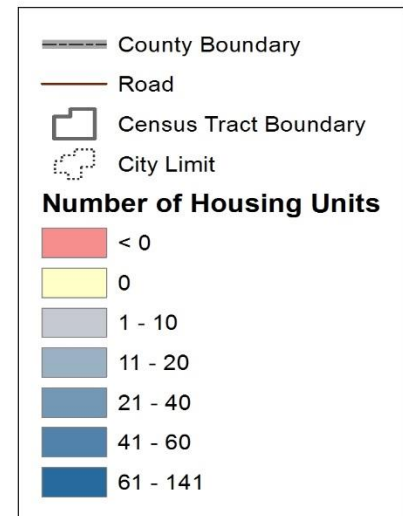 County Boundary
Road
Census Tract Boundary
City Limit
Number of Housing Units
< 0
0
1 - 10
11 - 20
21 - 40
41 - 60
61 - 141